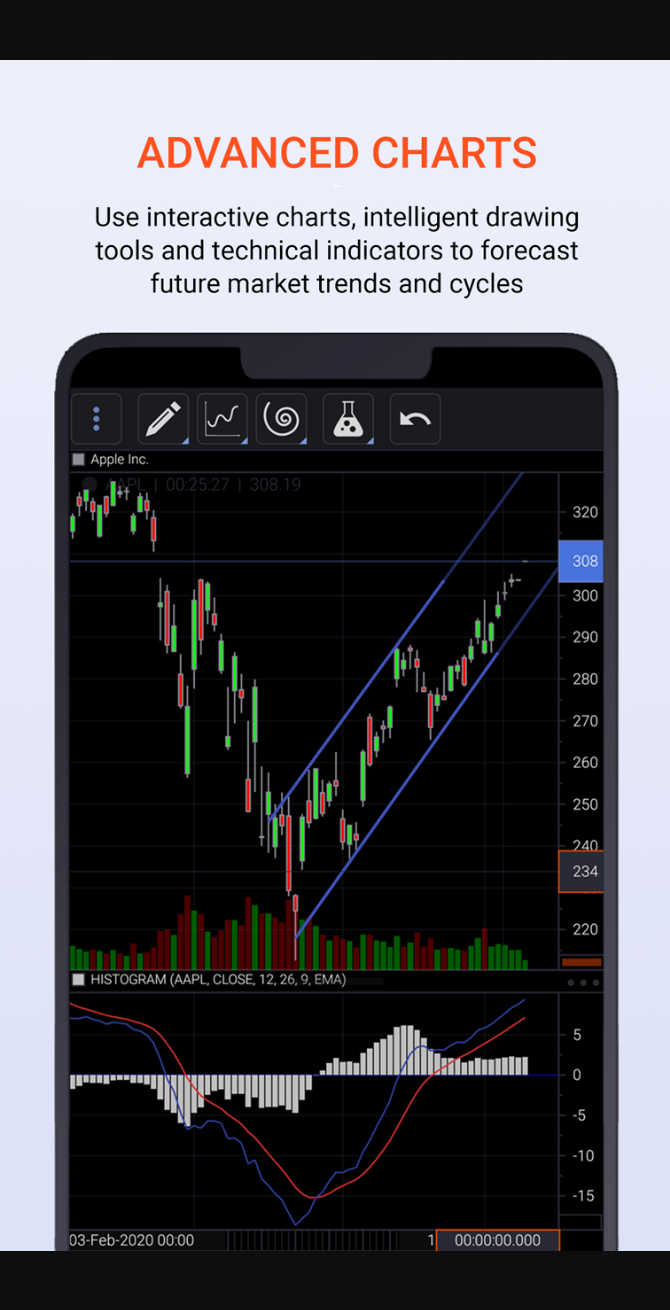 ADVANCED CHARTS
Use interactive charts, intelligent drawing
tools and technical indicators to forecast
future market trends and cycles
Apple Inc.
AAPL | 00:25:27 | 308.19
320
308
300
290
280
270
260
250
240
234
220
HISTOGRAM (AAPL, CLOSE, 12, 26, 9, EMA)
5
0
-5
-10
-15
03-Feb-2020 00:00
1
00:00:00.000